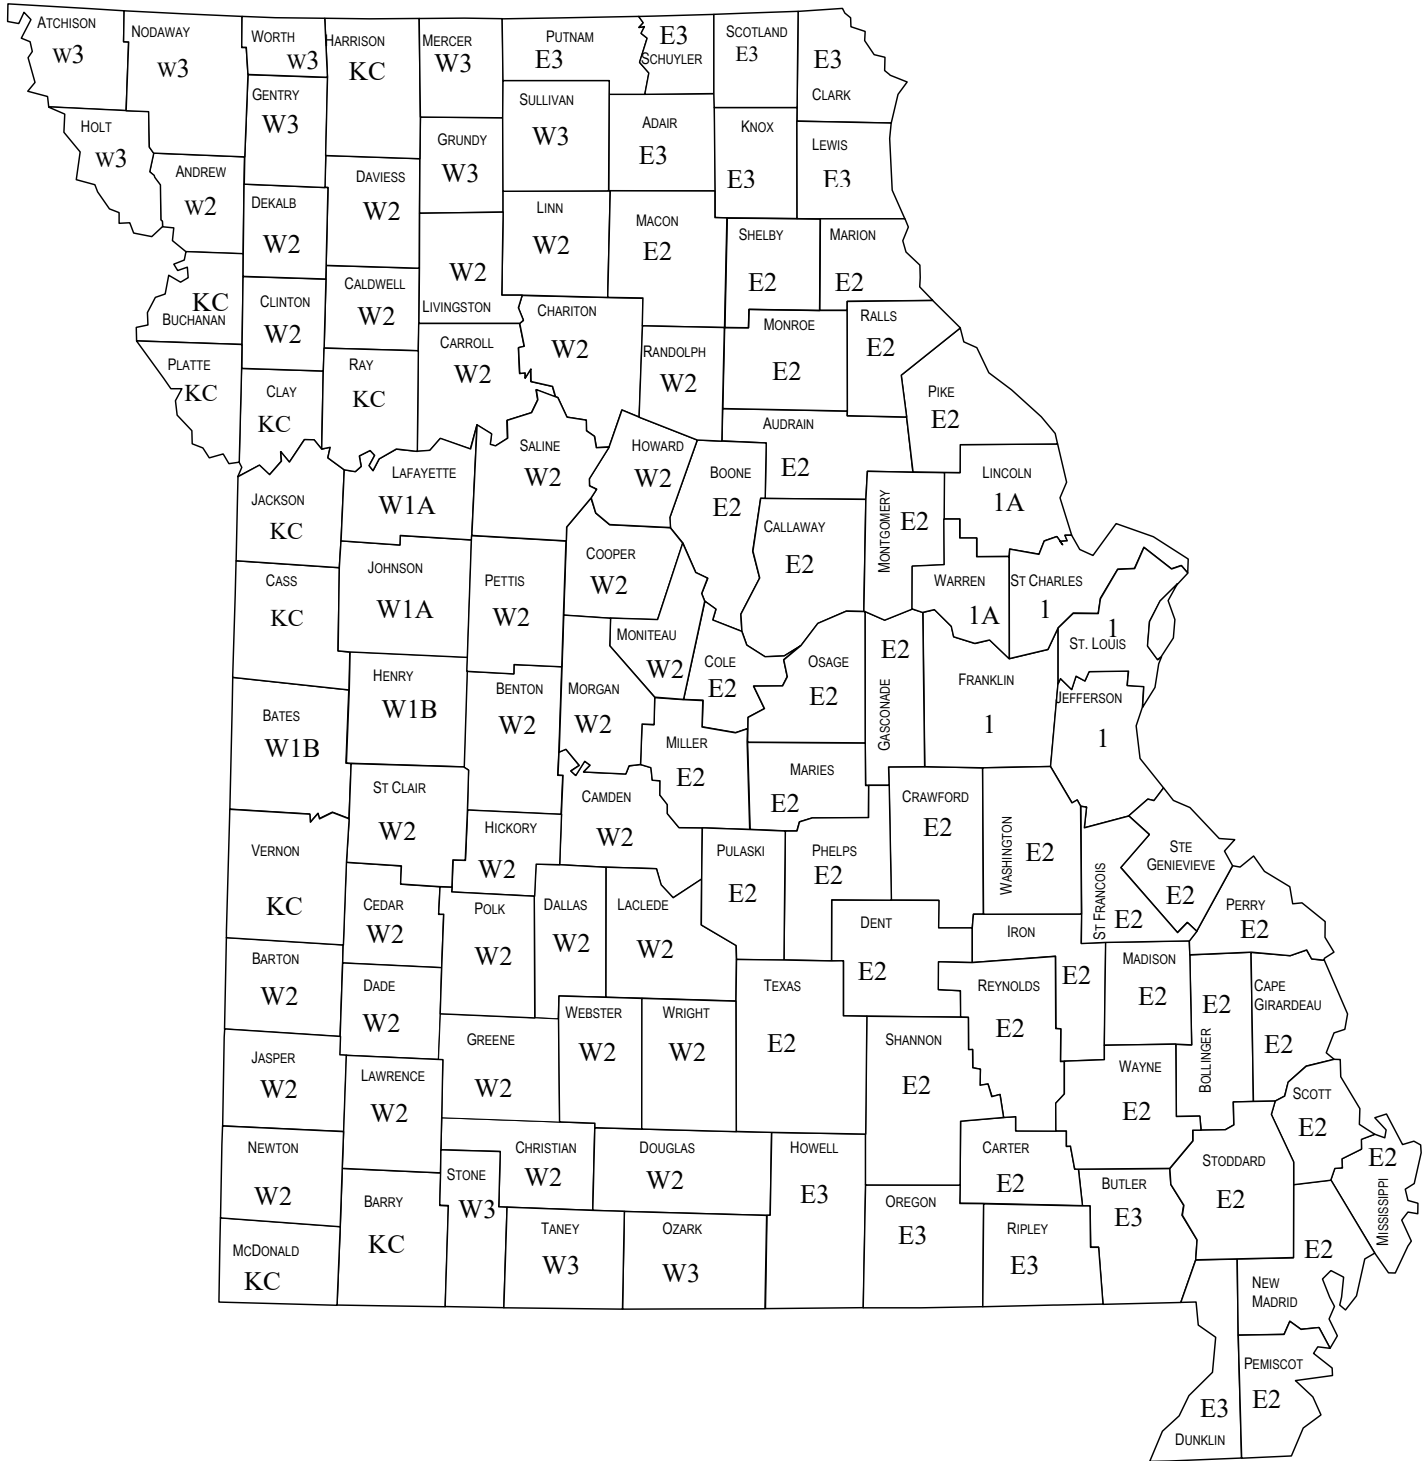 ATCHISON
W3
NODAWAY
W3
WORTH
W3
HARRISON
KC
MERCER
W3
PUTNAM
E3
E3
SCHUYLER
SCOTLAND
E3
E3
CLARK
HOLT
W3
GENTRY
W3
GRUNDY
W3
SULLIVAN
W3
ADAIR
E3
KNOX
E3
LEWIS
E3
ANDREW
W2
DEKALB
W2
DAVIESS
W2
W2
LIVINGSTON
LINN
W2
MACON
E2
SHELBY
E2
MARION
E2
KC
BUCHANAN
CLINTON
W2
CALDWELL
W2
CARROLL
W2
CHARITON
W2
RANDOLPH
W2
MONROE
E2
RALLS
E2
PIKE
E2
PLATTE
KC
CLAY
KC
RAY
KC
SALINE
W2
HOWARD
W2
BOONE
E2
AUDRAIN
E2
LINCOLN
1A
JACKSON
KC
LAFAYETTE
W1A
COOPER
W2
CALLAWAY
E2
MONTGOMERY
E2
WARREN
1A
ST CHARLES
1
1
ST. LOUIS
CASS
KC
JOHNSON
W1A
PETTIS
W2
MONITEAU
W2
COLE
E2
OSAGE
E2
E2
GASCONADE
FRANKLIN
1
JEFFERSON
1
BATES
W1B
HENRY
W1B
BENTON
W2
MORGAN
W2
MILLER
E2
MARIES
E2
ST CLAIR
W2
HICKORY
W2
CAMDEN
W2
PULASKI
E2
PHELPS
E2
CRAWFORD
E2
WASHINGTON
E2
ST FRANCOIS
E2
STE
GENIEVIEVE
E2
PERRY
E2
VERNON
KC
CEDAR
W2
POLK
W2
DALLAS
W2
LACLEDE
W2
DENT
E2
IRON
E2
MADISON
E2
E2
BOLLINGER
CAPE
GIRARDEAU
E2
BARTON
W2
DADE
W2
GREENE
W2
WEBSTER
W2
WRIGHT
W2
TEXAS
E2
SHANNON
E2
REYNOLDS
E2
WAYNE
E2
SCOTT
E2
JASPER
W2
LAWRENCE
W2
CHRISTIAN
W2
DOUGLAS
W2
HOWELL
E3
CARTER
E2
BUTLER
E3
STODDARD
E2
E2
MISSISSIPPI
NEWTON
W2
BARRY
KC
STONE
W3
TANEY
W3
OZARK
W3
OREGON
E3
RIPLEY
E3
E2
NEW
MADRID
MCDONALD
KC
PEMISCOT
E2
E3
DUNKLIN